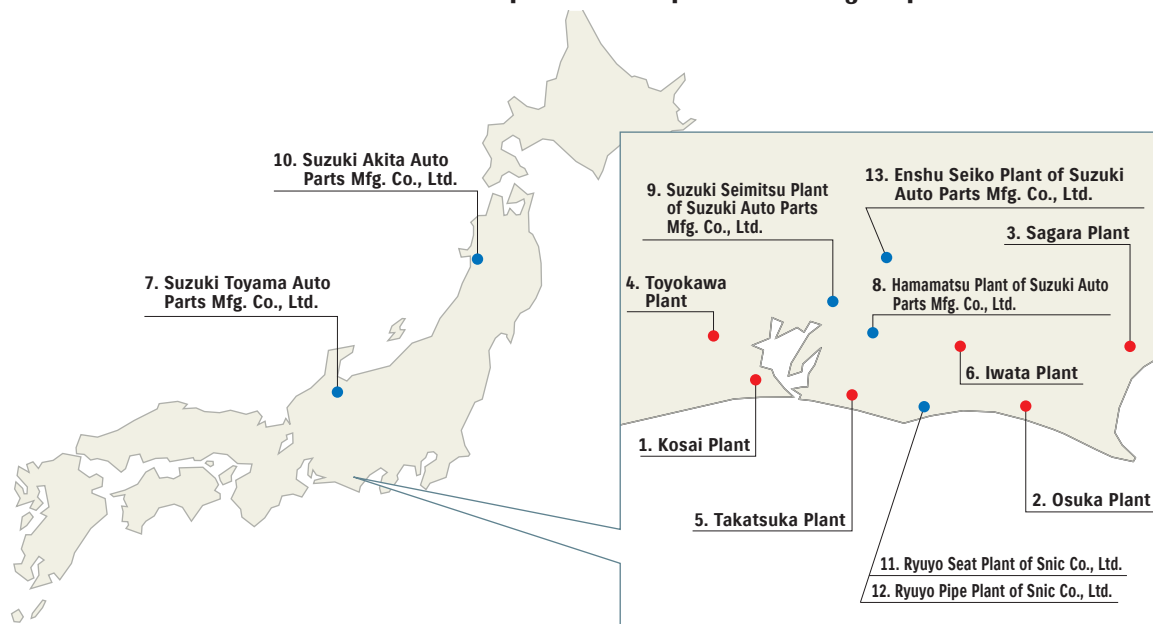 10. Suzuki Akita Auto
Parts Mfg. Co., Ltd.
7. Suzuki Toyama Auto
Parts Mfg. Co., Ltd.
9. Suzuki Seimitsu Plant
of Suzuki Auto Parts
Mfg. Co., Ltd.
13. Enshu Seiko Plant of Suzuki
Auto Parts Mfg. Co., Ltd.
3. Sagara Plant
4. Toyokawa
Plant
8. Hamamatsu Plant of Suzuki Auto
Parts Mfg. Co., Ltd.
6. Iwata Plant
1. Kosai Plant
2. Osuka Plant
5. Takatsuka Plant
11. Ryuyo Seat Plant of Snic Co., Ltd.
12. Ryuyo Pipe Plant of Snic Co., Ltd.